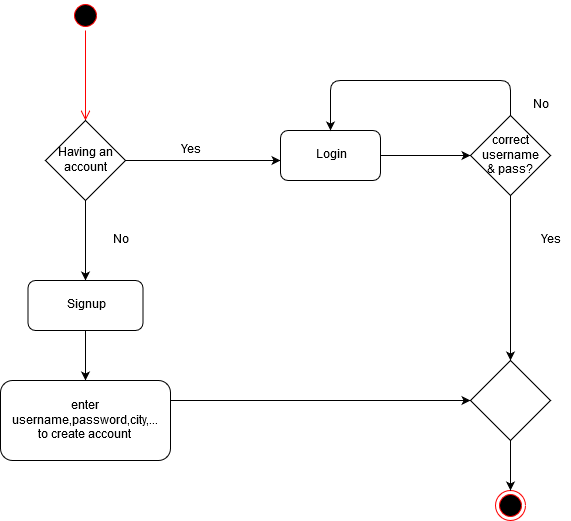 Having an
account
Yes
Login
No
correct
username
& pass?
No
Yes
Signup
enter
username,password,city,...
to create account